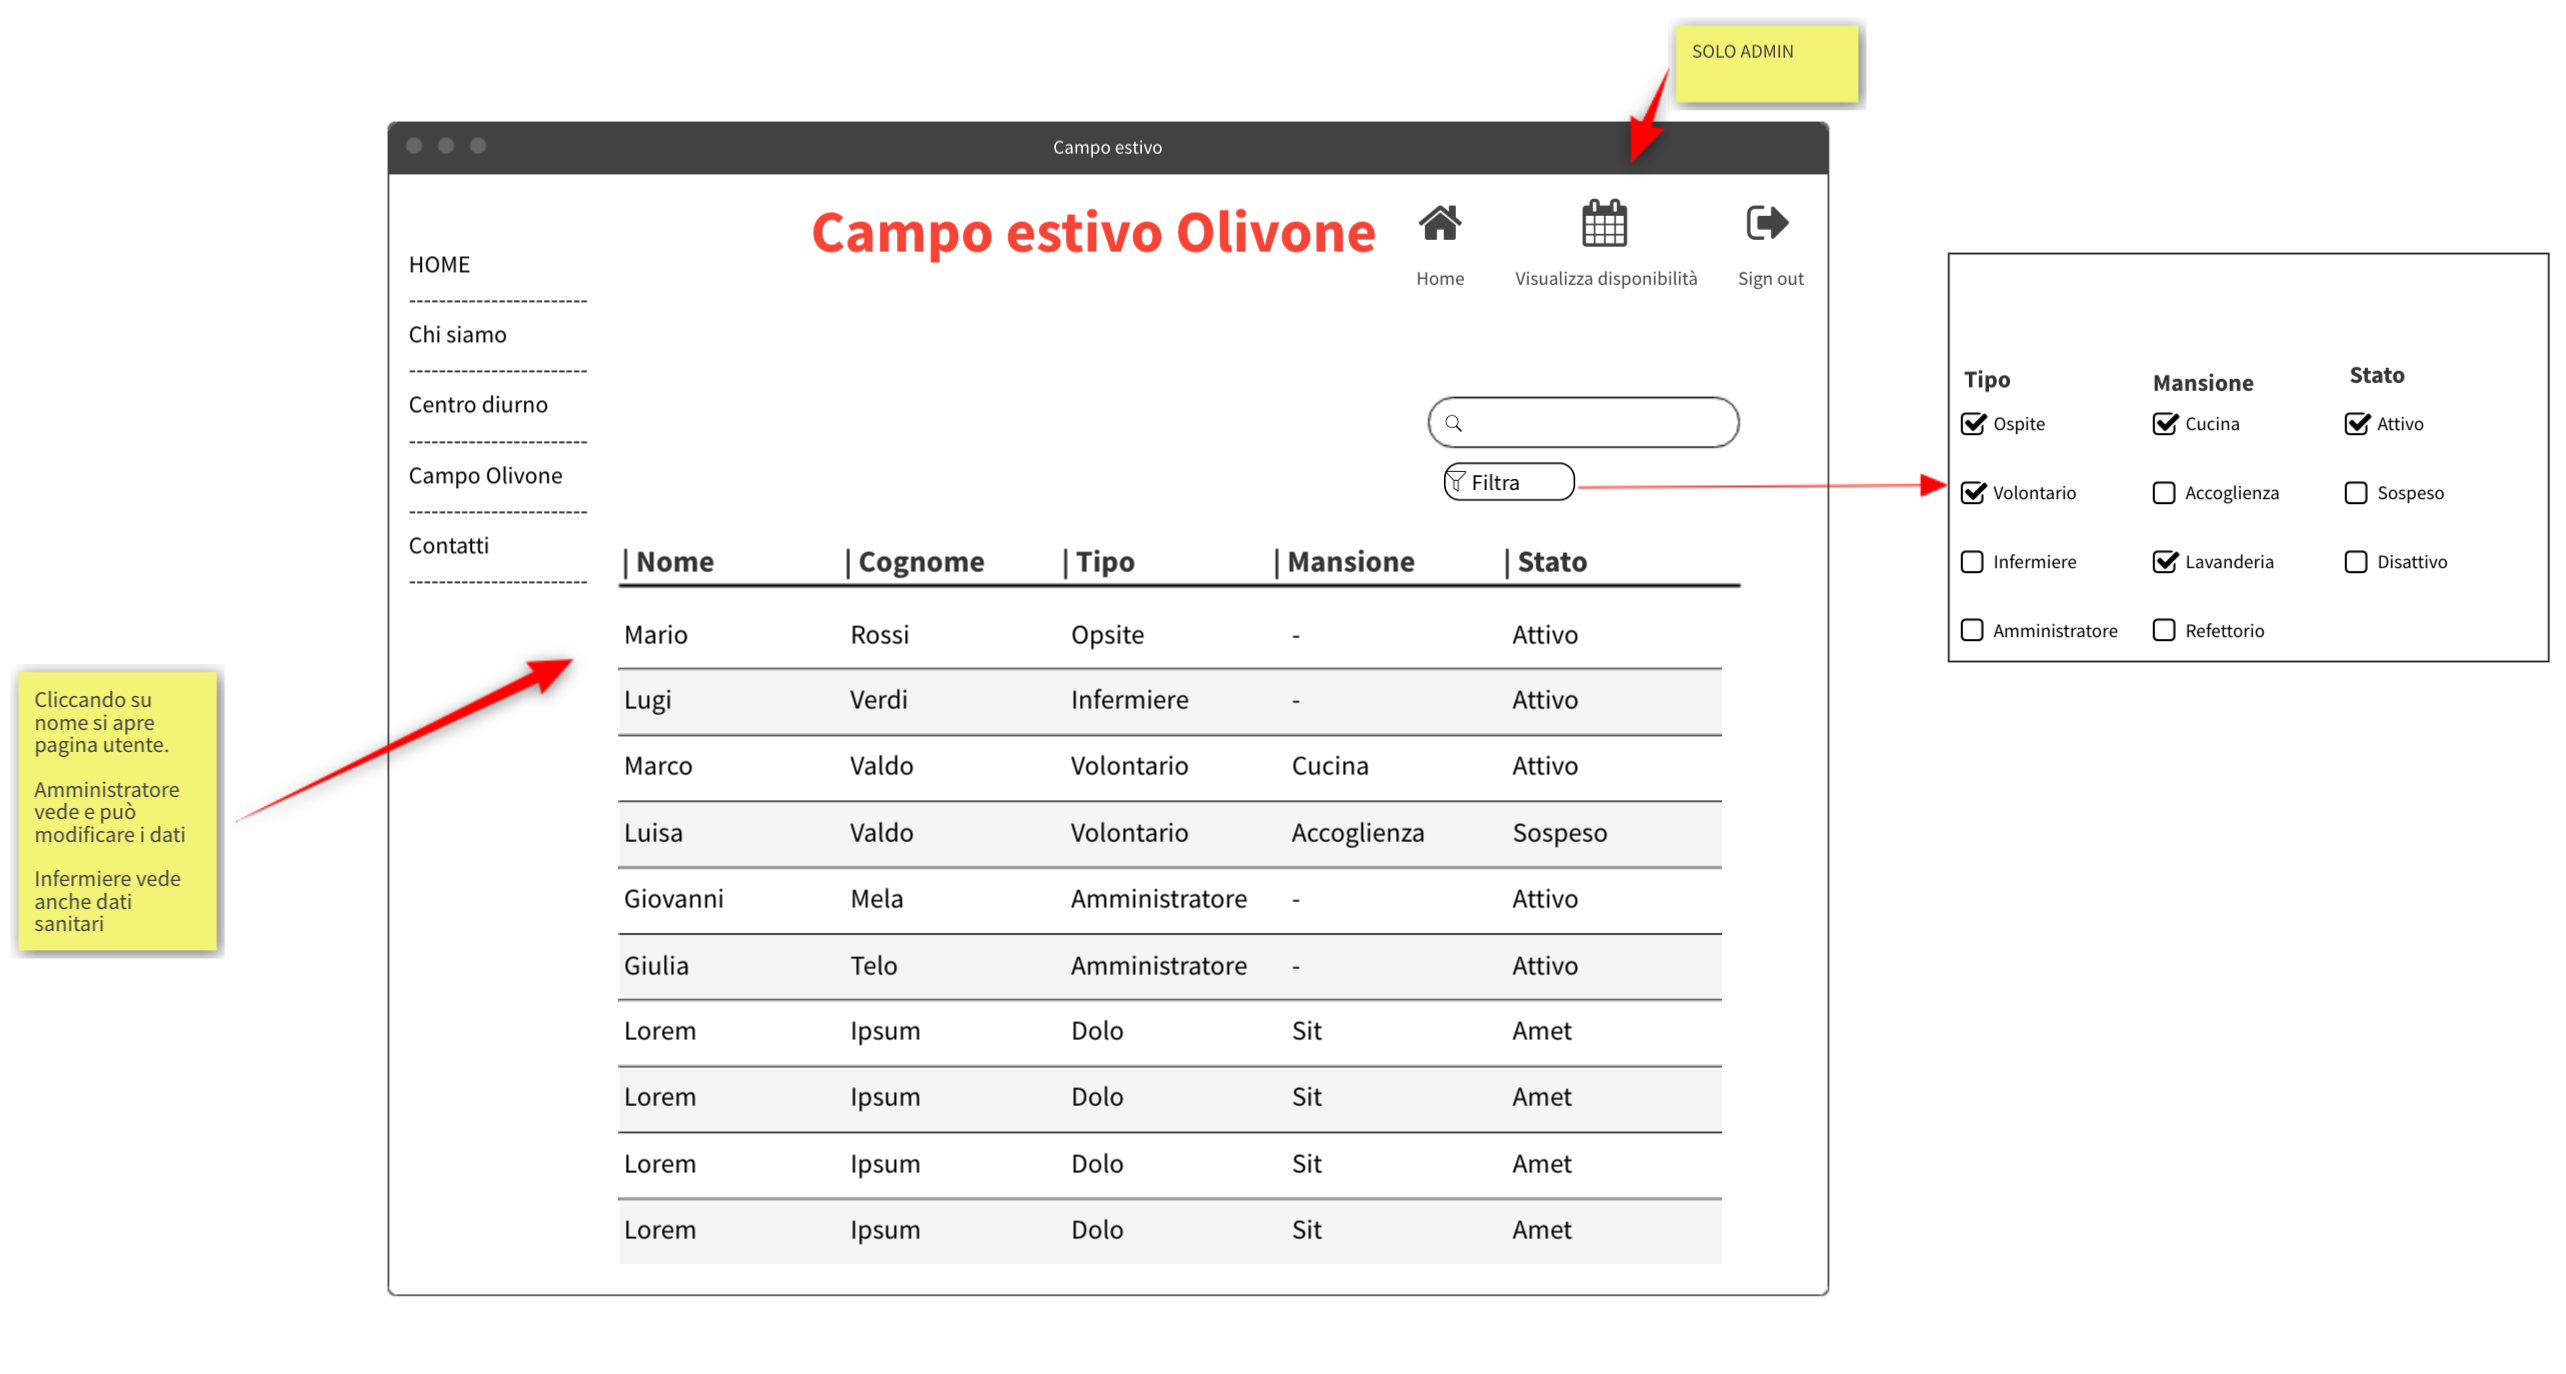 SOLO ADMIN
Campo estivo
Campo estivo Olivone
Home
Visualizza disponibilità
Sign out
HOME
------------------------
Chi siamo
------------------------
Centro diurno
------------------------
Campo Olivone
------------------------
Contatti
------------------------
Filtra
| Nome | Cognome | Tipo | Mansione | Stato
Mario Rossi Opsite - Attivo
Lugi Verdi Infermiere - Attivo
Marco Valdo Volontario Cucina Attivo
Luisa Valdo Volontario Accoglienza Sospeso
Giovanni Mela Amministratore - Attivo
Giulia Telo Amministratore - Attivo
Lorem Ipsum Dolo Sit Amet
Lorem Ipsum Dolo Sit Amet
Lorem Ipsum Dolo Sit Amet
Lorem Ipsum Dolo Sit Amet
Cliccando su
nome si apre
pagina utente.
Amministratore
vede e può
modificare i dati
Infermiere vede
anche dati
sanitari
Tipo Mansione Stato
Ospite Cucina Attivo
Volontario Accoglienza Sospeso
Infermiere Lavanderia Disattivo
Amministratore Refettorio